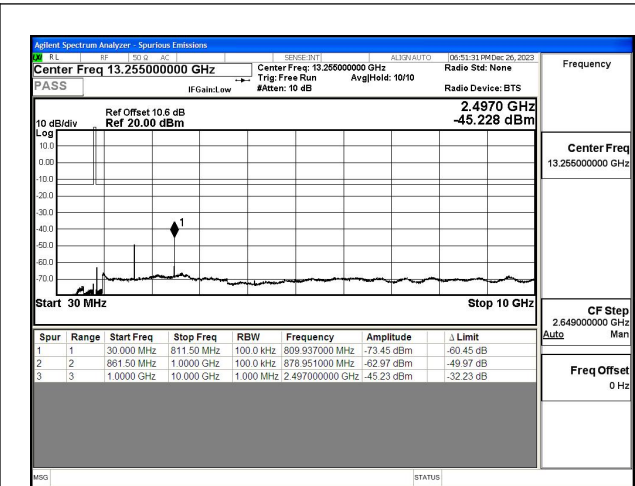 Agilent Spectrum Analyzer - Spurious Emissions
RL RF 50 Ω AC SENSE:INT ALIGN AUTO 06:51:31 PM Dec 26, 2023
Center Freq 13.255000000 GHz Center Freq: 13.255000000 GHz Radio Std: None
Trig: Free Run Avg|Hold: 10/10
PASS IFGain:Low #Atten: 10 dB Radio Device: BTS
Frequency
Ref Offset 10.6 dB 2.4970 GHz
10 dB/div Ref 20.00 dBm -45.228 dBm
Log
10.0
0.00
-10.0
-20.0
-30.0
-40.0
-50.0
-60.0
-70.0
1
Start 30 MHz Stop 10 GHz
Spur Range Start Freq Stop Freq RBW Frequency Amplitude Δ Limit
1 1 30.000 MHz 811.50 MHz 100.0 kHz 809.937000 MHz -73.45 dBm -60.45 dB
2 2 861.50 MHz 1.0000 GHz 100.0 kHz 878.951000 MHz -62.97 dBm -49.97 dB
3 3 1.0000 GHz 10.000 GHz 1.000 MHz 2.497000000 GHz -45.23 dBm -32.23 dB
Center Freq
13.255000000 GHz
CF Step
2.649000000 GHz
Auto Man
Freq Offset
0 Hz
MSG STATUS